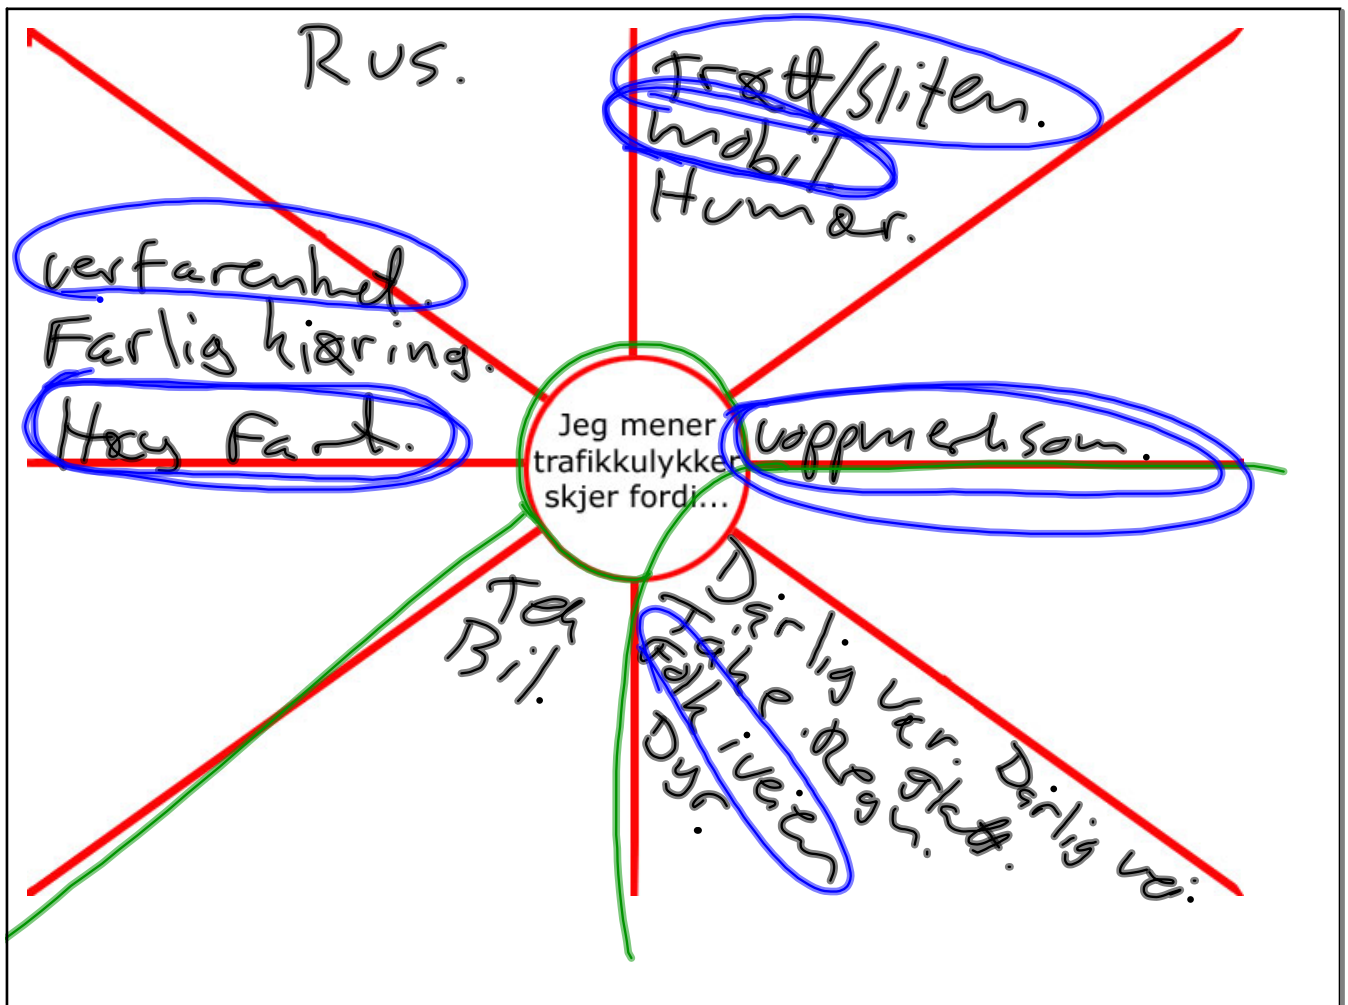 Rus.
Trøtt/sliten.
mobil
Humør.
uerfarenhet.
Farlig kjøring.
Høy Fart.
Jeg mener
trafikkulykker
skjer fordi...
uoppmerksom.
Tek
Bil.
Dårlig vær. Dårlig vei.
Tåke. Regn. glatt.
Folk i veien
Dyr.